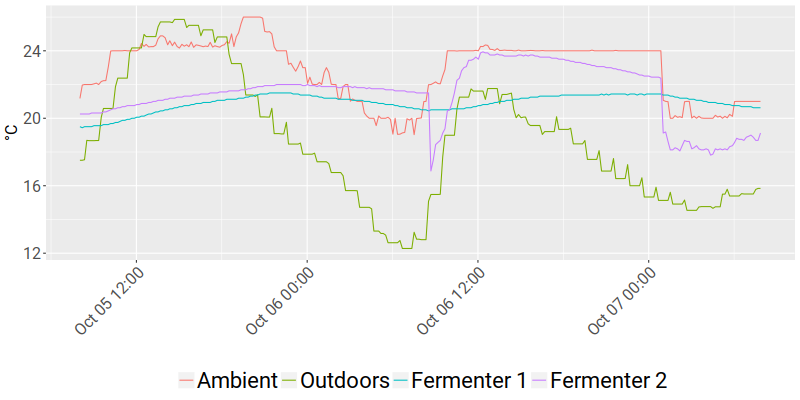 °C
24
20
16
12
Oct 05 12:00
Oct 06 00:00
Oct 06 12:00
Oct 07 00:00
Ambient Outdoors Fermenter 1 Fermenter 2